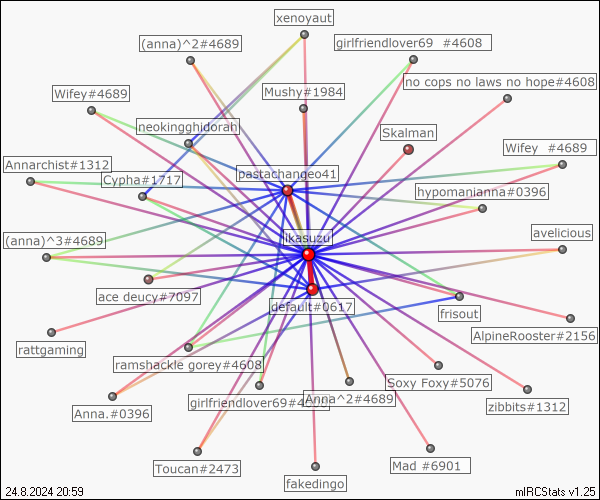 xenoyaut
(anna)^2#4689
girlfriendlover69 #4608
no cops no laws no hope#4608
Wifey#4689
Mushy#1984
neokingghidorah
Skalman
Wifey #4689
Annarchist#1312
Cypha#1717
pastachangeo41
hypomanianna#0396
(anna)^3#4689
ikasuzu
avelicious
ace deucy#7097
default#0617
frisout
rattgaming
AlpineRooster#2156
ramshackle gorey#4608
Soxy Foxy#5076
Anna.#0396
girlfriendlover69#4
Anna^2#4689
zibbits#1312
Toucan#2473
fakedingo
Mad #6901
24.8.2024 20:59
mIRCStats v1.25